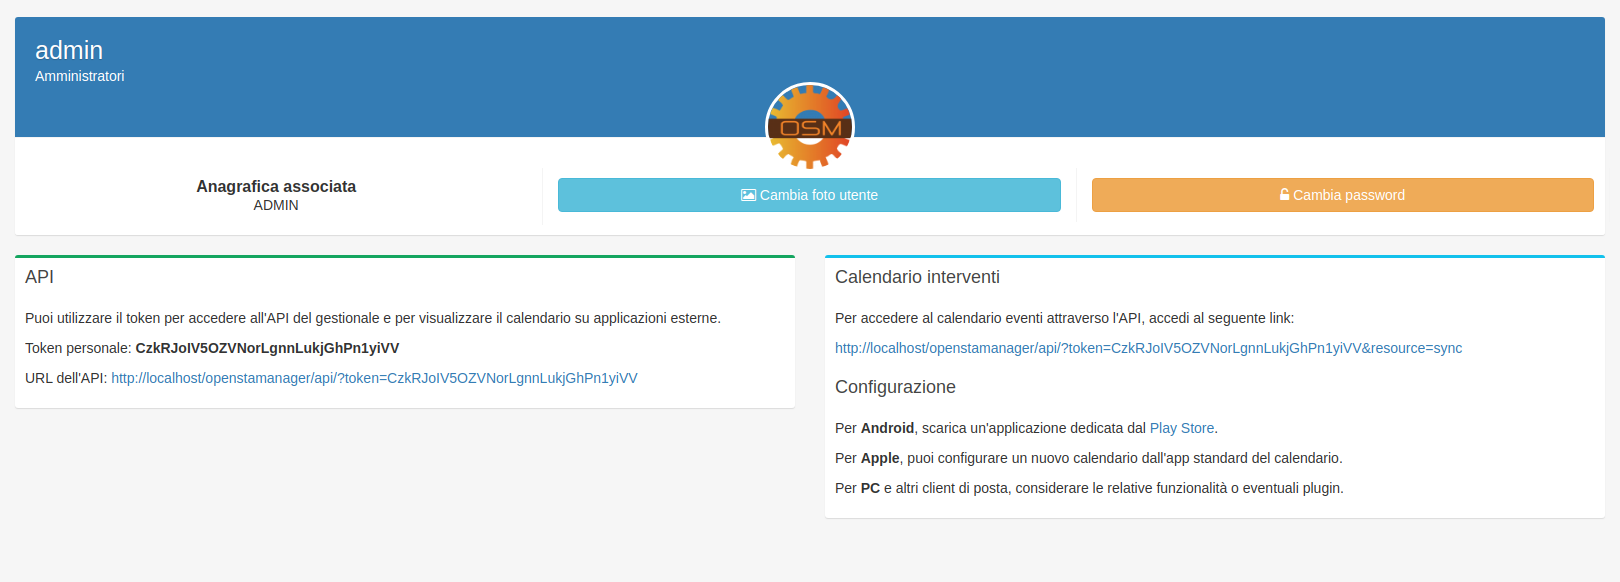 admin
Amministratori
OSM
Anagrafica associata
ADMIN
Cambia foto utente
Cambia password
API
Puoi utilizzare il token per accedere all'API del gestionale e per visualizzare il calendario su applicazioni esterne.
Token personale: CzkRJoIV5OZVNorLgnnLukjGhPn1yiVV
URL dell'API: http://localhost/openstamanager/api/?token=CzkRJoIV5OZVNorLgnnLukjGhPn1yiVV
Calendario interventi
Per accedere al calendario eventi attraverso l'API, accedi al seguente link:
http://localhost/openstamanager/api/?token=CzkRJoIV5OZVNorLgnnLukjGhPn1yiVV&resource=sync
Configurazione
Per Android, scarica un'applicazione dedicata dal Play Store.
Per Apple, puoi configurare un nuovo calendario dall'app standard del calendario.
Per PC e altri client di posta, considerare le relative funzionalità o eventuali plugin.